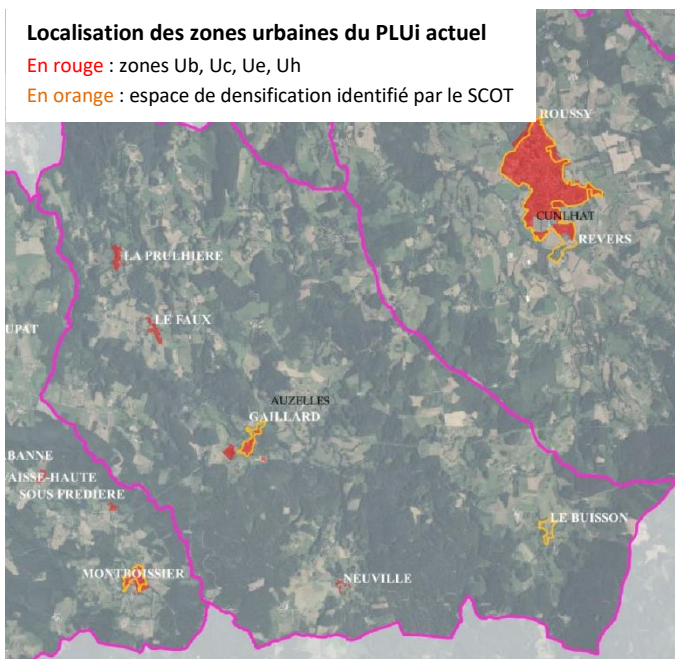 Localisation des zones urbaines du PLUi actuel
En rouge : zones Ub, Uc, Ue, Uh
En orange : espace de densification identifié par le SCOT
ROUSSY
CUNLHAT
REVERS
LA PRULHIERE
LE FAUX
UPAT
AUZELLES
GAILLARD
ABANNE
VAISSE-HAUTE
SOUS FREDIERE
LE BUISSON
MONTBOISSIER
NEUVILLE